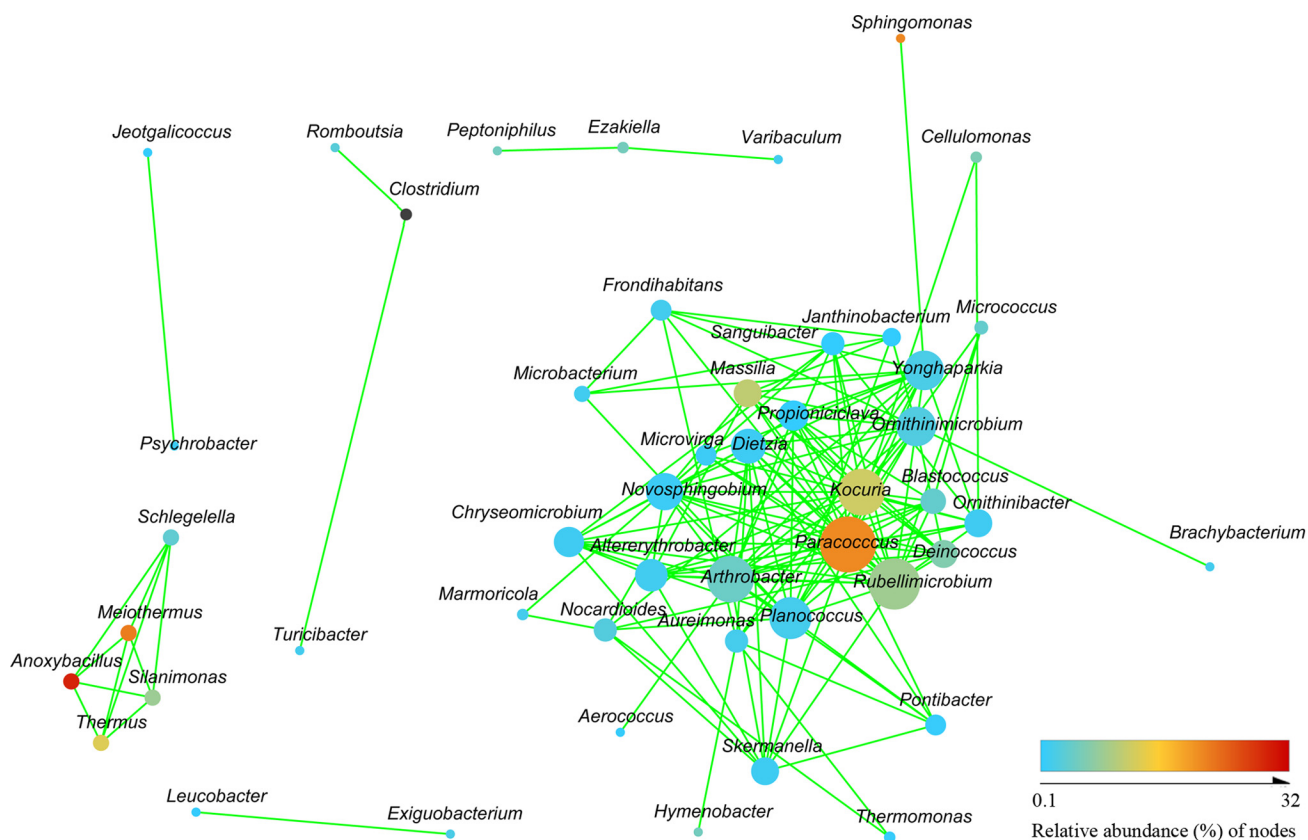 Sphingomonas
Jeotgalicoccus
Romboutsia
Peptoniphilus
Ezakiella
Varibaculum
Cellulomonas
Clostridium
Frondihabitans
Micrococcus
Janthinobacterium
Sanguibacter
Yonghaparkia
Microbacterium
Massilia
Propioniciclava
Ornithinimicrobium
Psychrobacter
Microvirga
Dietzia
Blastococcus
Novosphingobium
Kocuria
Ornithinibacter
Schlegelella
Chryseomicrobium
Brachybacterium
Altererythrobacter
Paracocccus
Deinococcus
Arthrobacter
Rubellimicrobium
Marmoricola
Meiothermus
Nocardioides
Planococcus
Turicibacter
Aureimonas
Anoxybacillus
Silanimonas
Thermus
Aerococcus
Pontibacter
Skermanella
Leucobacter
Exiguobacterium
Hymenobacter
Thermomonas
0.1 32
Relative abundance (%) of nodes